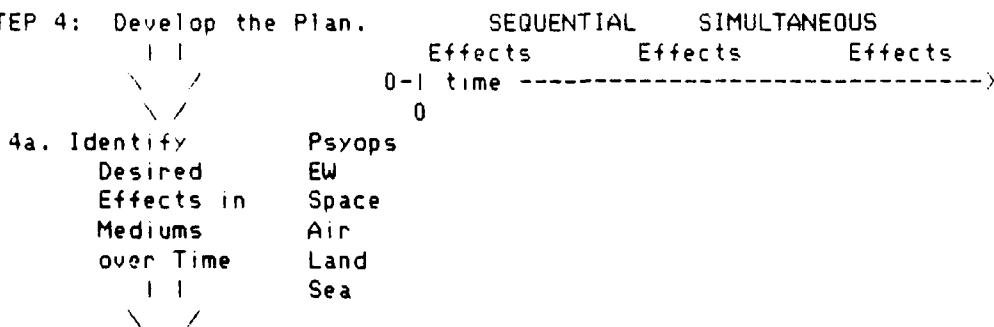 TEP 4: Develop the Plan. SEQUENTIAL SIMULTANEOUS
| | Effects Effects Effects
\ / 0-| time ------------------------------->
\ / 0
4a. Identify Psyops
Desired EW
Effects in Space
Mediums Air
over Time Land
| | Sea
\ /